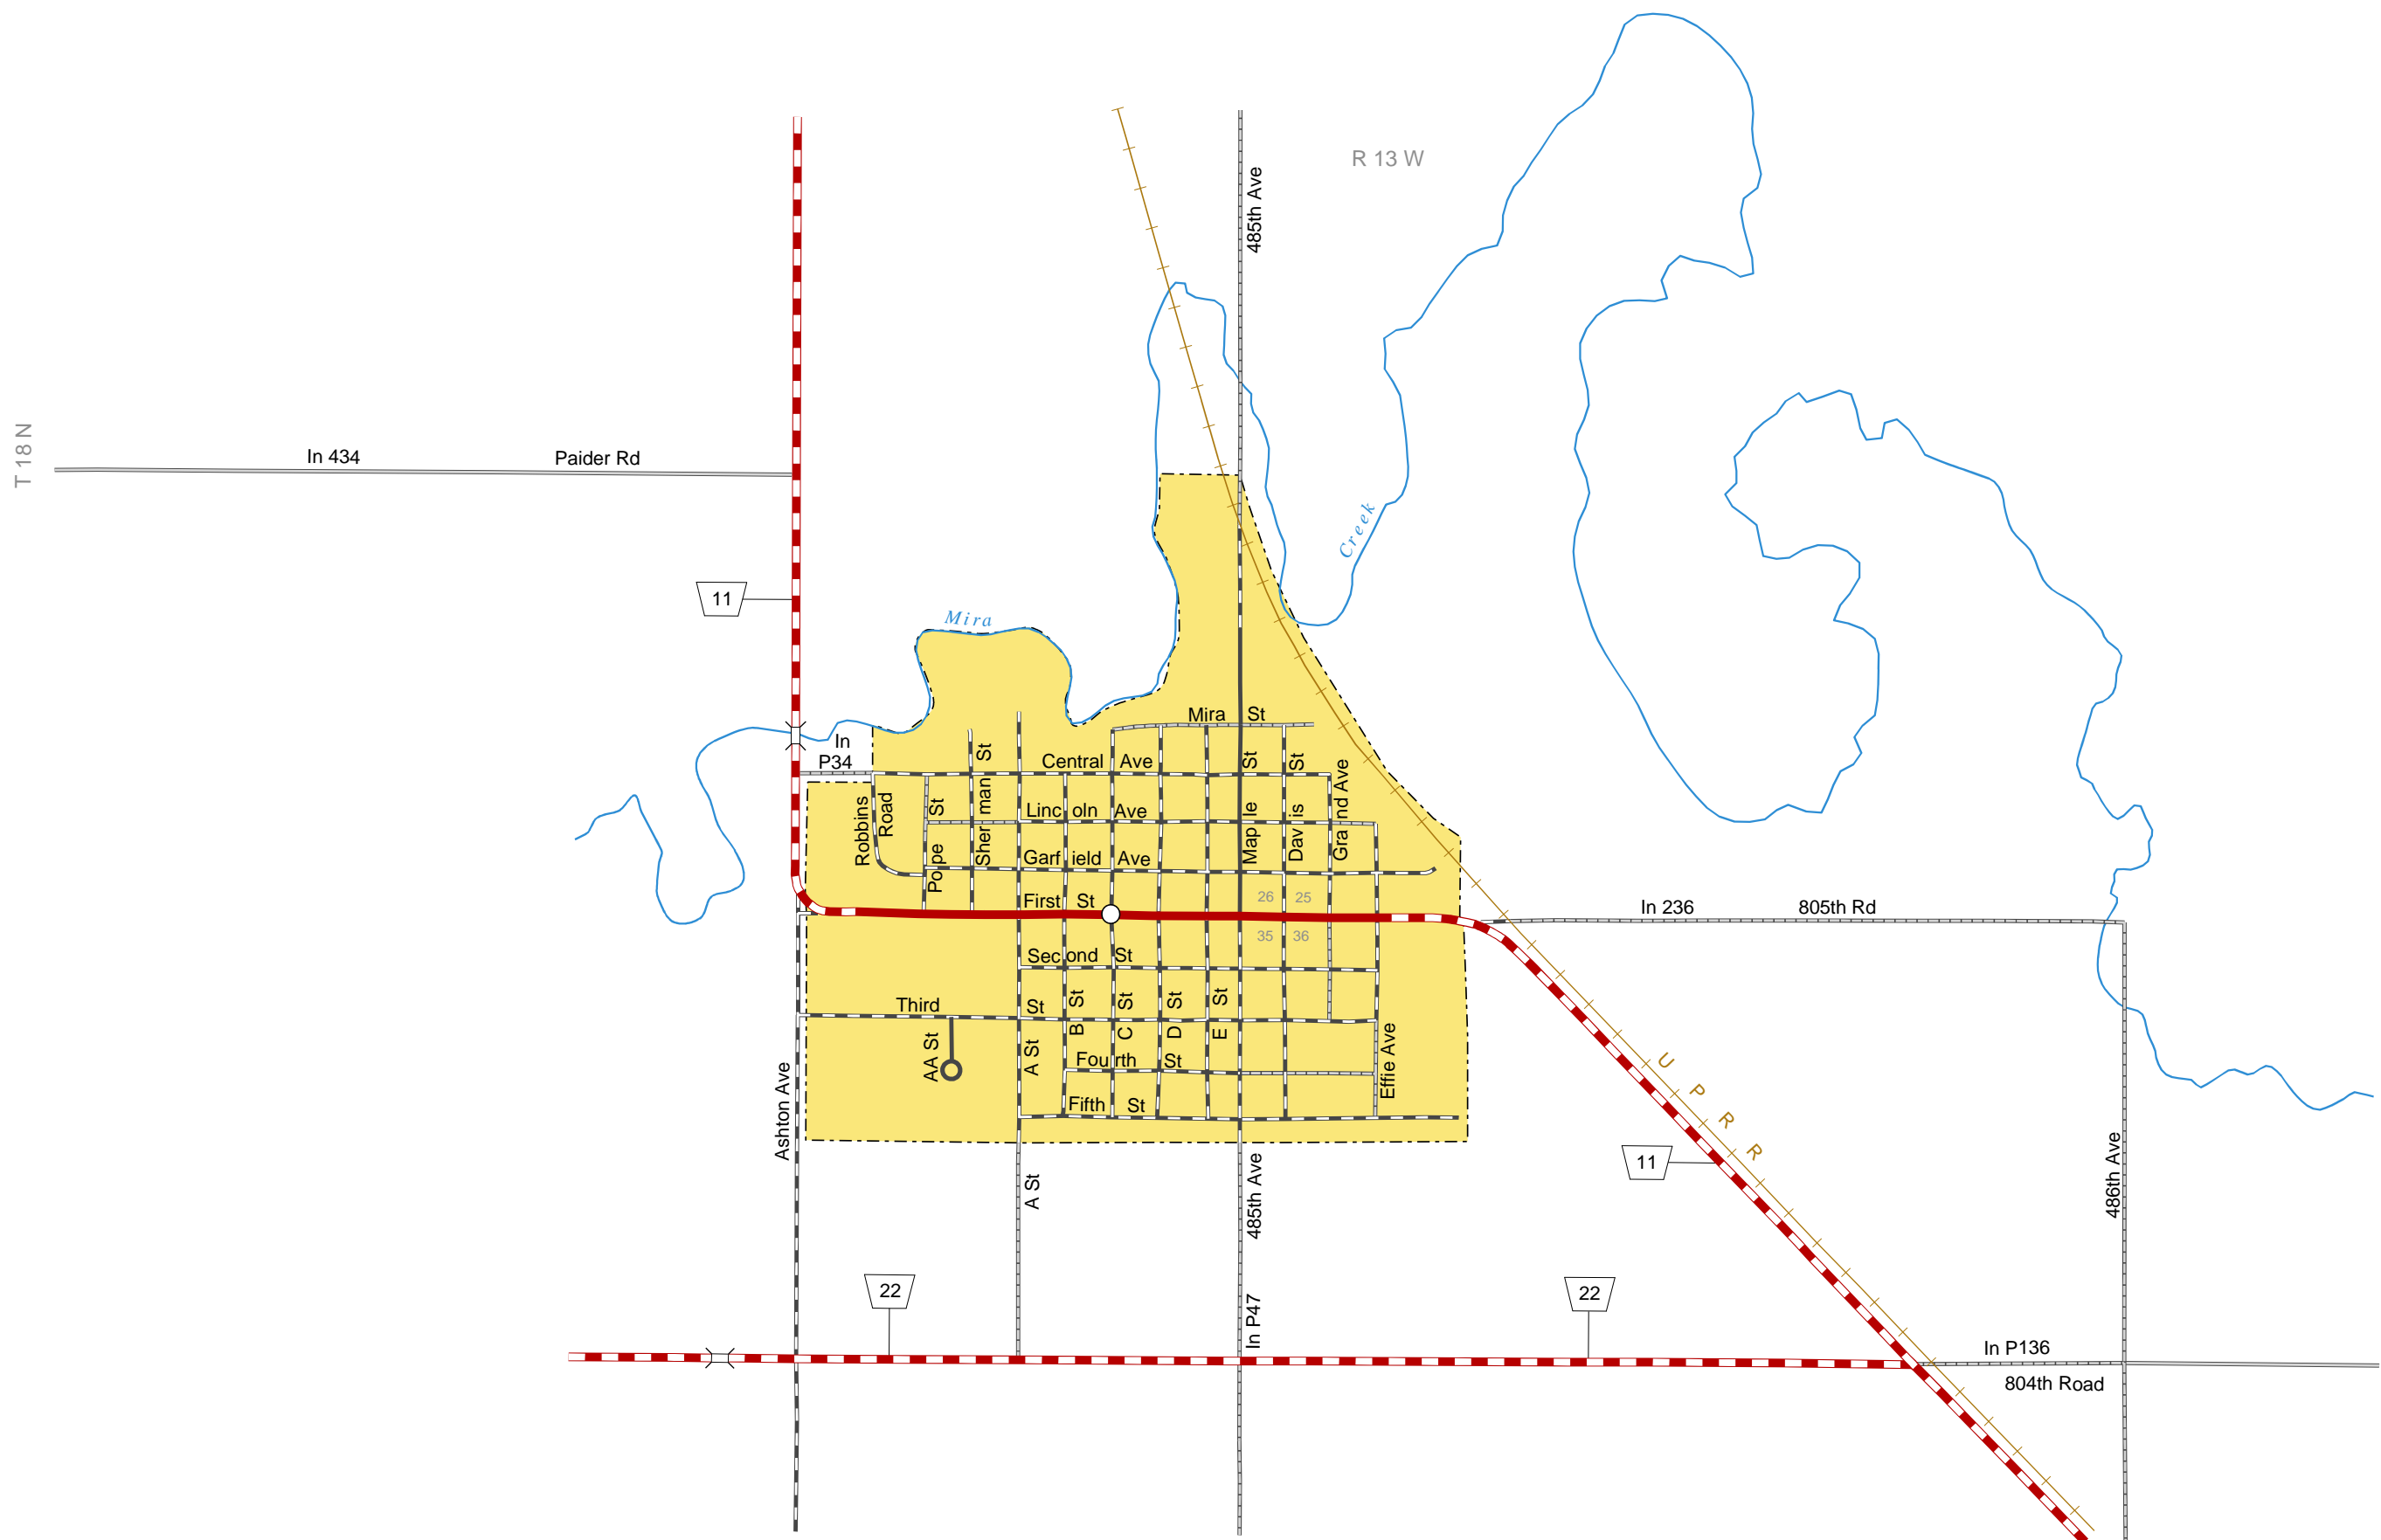 R 13 W
485th Ave
T 18 N
In 434
Paider Rd
Creek
11
Mira
Mira St
In
P34
Central Ave
Sherman St
Maple St
Davis St
Grand Ave
Robbins
Road
Pope St
Lincoln Ave
Garfield Ave
First St
26
25
35
36
In 236
805th Rd
Second St
Third St
AA St
A St
B St
C St
D St
E St
Fourth St
Effie Ave
Fifth St
Ashton Ave
U P R R
11
A St
485th Ave
486th Ave
22
22
In P47
In P136
804th Road